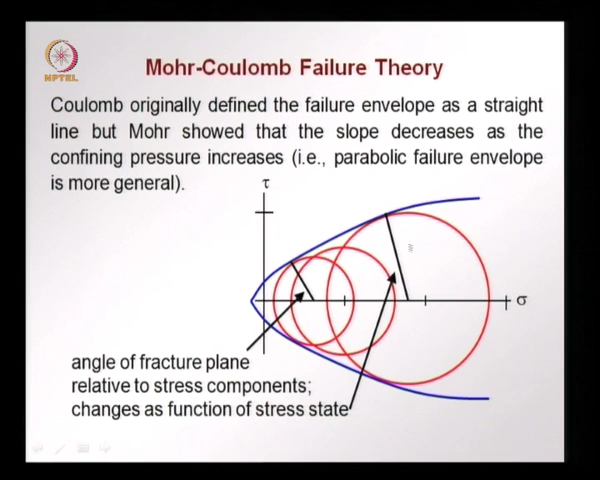 NPTEL
Mohr-Coulomb Failure Theory
Coulomb originally defined the failure envelope as a straight
line but Mohr showed that the slope decreases as the
confining pressure increases (i.e., parabolic failure envelope
is more general).
τ
σ
angle of fracture plane
relative to stress components;
changes as function of stress state